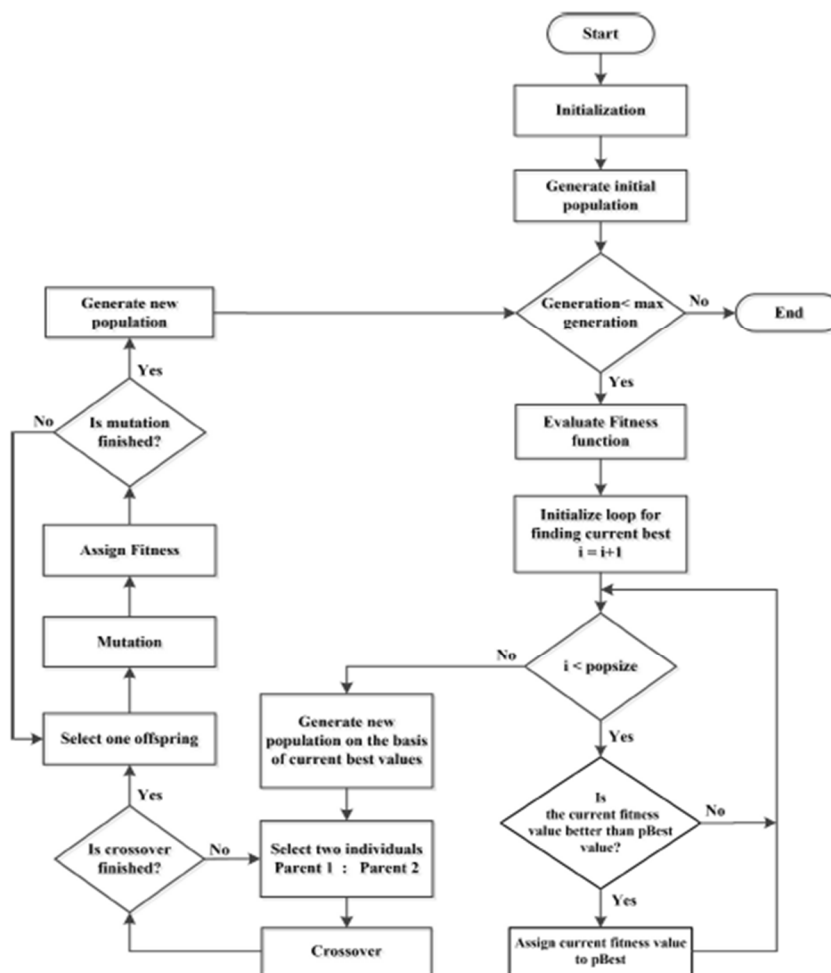 Start
Initialization
Generate initial
population
Generate new
population
Generation< max
generation
No
End
Yes
Yes
Evaluate Fitness
function
No
Is mutation
finished?
Initialize loop for
finding current best
i = i+1
Assign Fitness
Mutation
No
i < popsize
Generate new
population on the basis
of current best values
Select one offspring
Yes
Yes
Is
the current fitness
value better than pBest
value?
No
Is crossover
finished?
No
Select two individuals
Parent 1 : Parent 2
Yes
Crossover
Assign current fitness value
to pBest